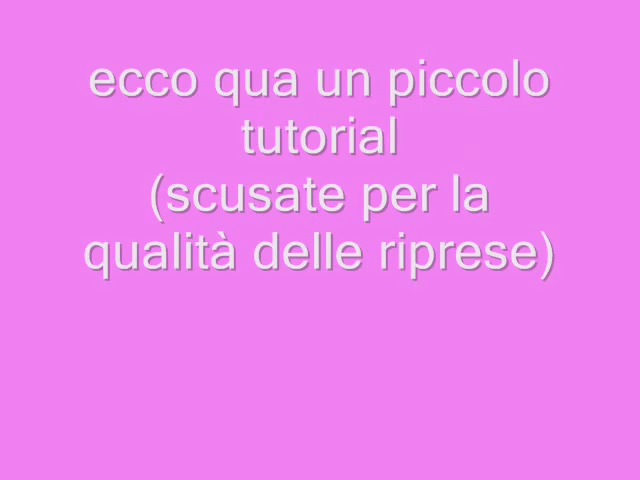 ecco qua un piccolo
tutorial
(scusate per la
qualità delle riprese)